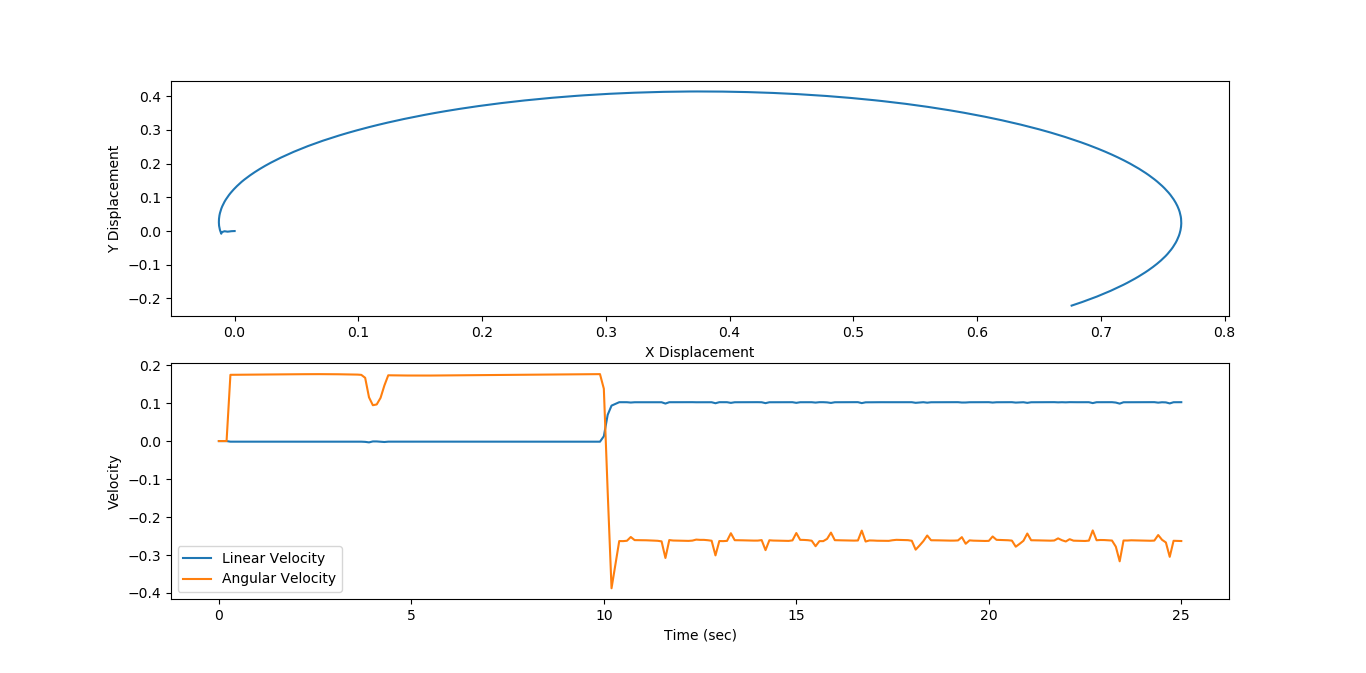 Y Displacement
0.4
0.3
0.2
0.1
0.0
−0.1
−0.2
0.0 0.1 0.2 0.3 0.4 0.5 0.6 0.7 0.8
X Displacement
Velocity
0.2
0.1
0.0
−0.1
−0.2
−0.3
−0.4
Linear Velocity
Angular Velocity
0 5 10 15 20 25
Time (sec)